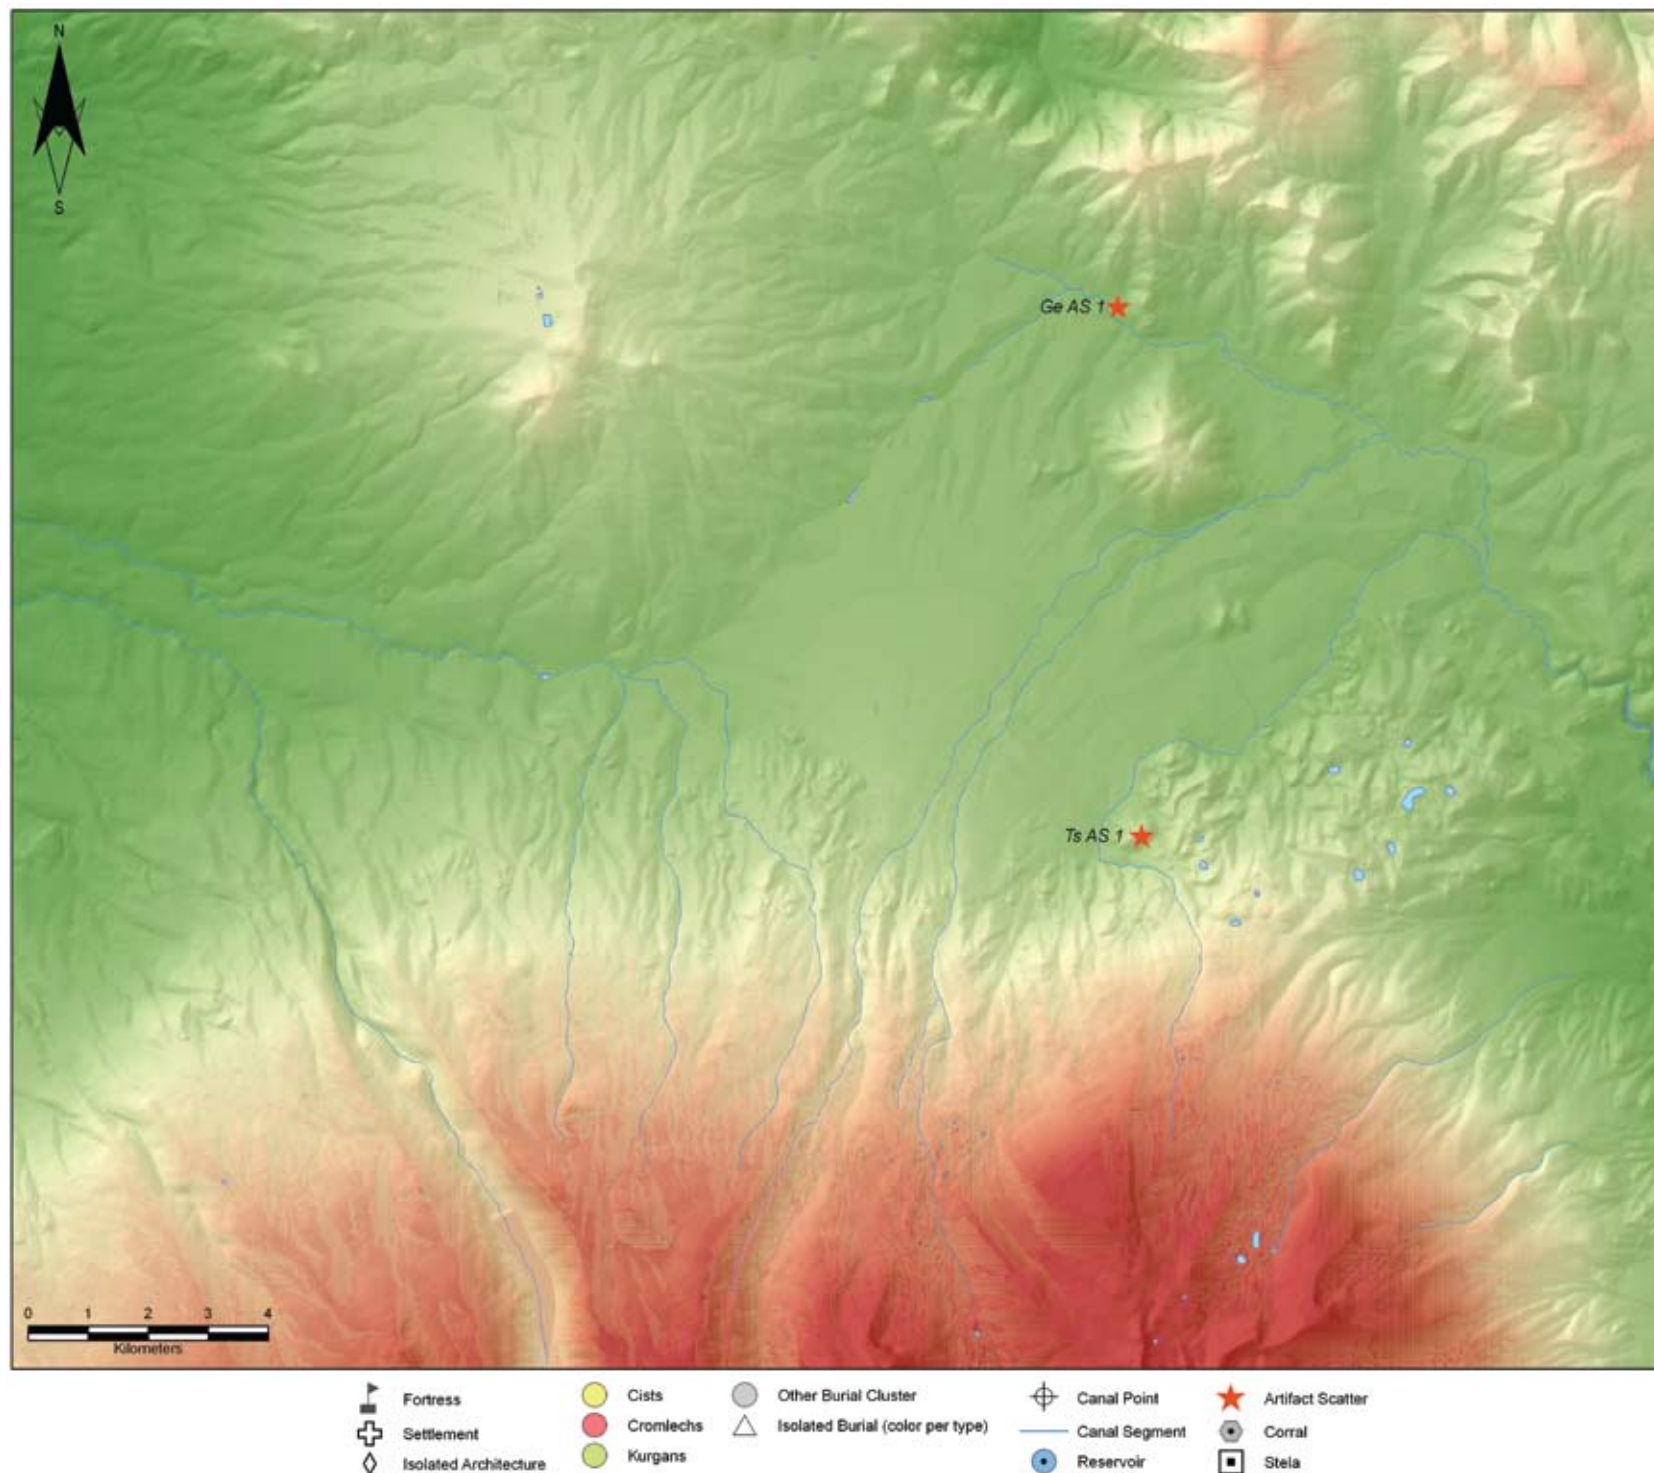 N
S
Ge AS 1
Ts AS 1
0 1 2 3 4
Kilometers
Fortress
Settlement
Isolated Architecture
Cists
Cromlechs
Kurgans
Other Burial Cluster
Isolated Burial (color per type)
Canal Point
Canal Segment
Reservoir
Artifact Scatter
Corral
Stela